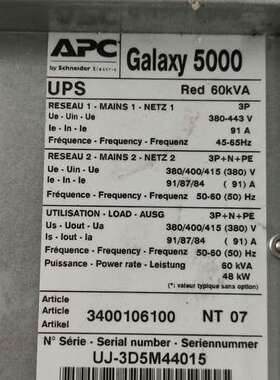 APC
by Schneider Electric
Galaxy 5000
UPS Red 60kVA
RESEAU 1 - MAINS 1 - NETZ 1 3P
Ue - Uin - Ue 380-443 V
Ie - In - Ie 91 A
Fréquence - Frequency - Frequenz 45-65Hz
RESEAU 2 - MAINS 2 - NETZ 2 3P+N+PE
Ue - Uin - Ue 380/400/415 (380) V
Ie - In - Ie 91/87/84 ( 91) A
Fréquence - Frequency - Frequenz 50-60 (50) Hz
UTILISATION - LOAD - AUSG 3P+N+PE
Us - Uout - Ua 380/400/415 (380) V
Is - Iout - Ia 91/87/84 ( 91) A
Fréquence - Frequency - Frequenz 50-60 (50) Hz
Puissance - Power rate - Leistung 60 kVA
48 kW
(*: valeur typique sans option)
Article
Article 3400106100 NT 07
Artikel
N° Série - Serial number - Seriennummer
UJ-3D5M44015